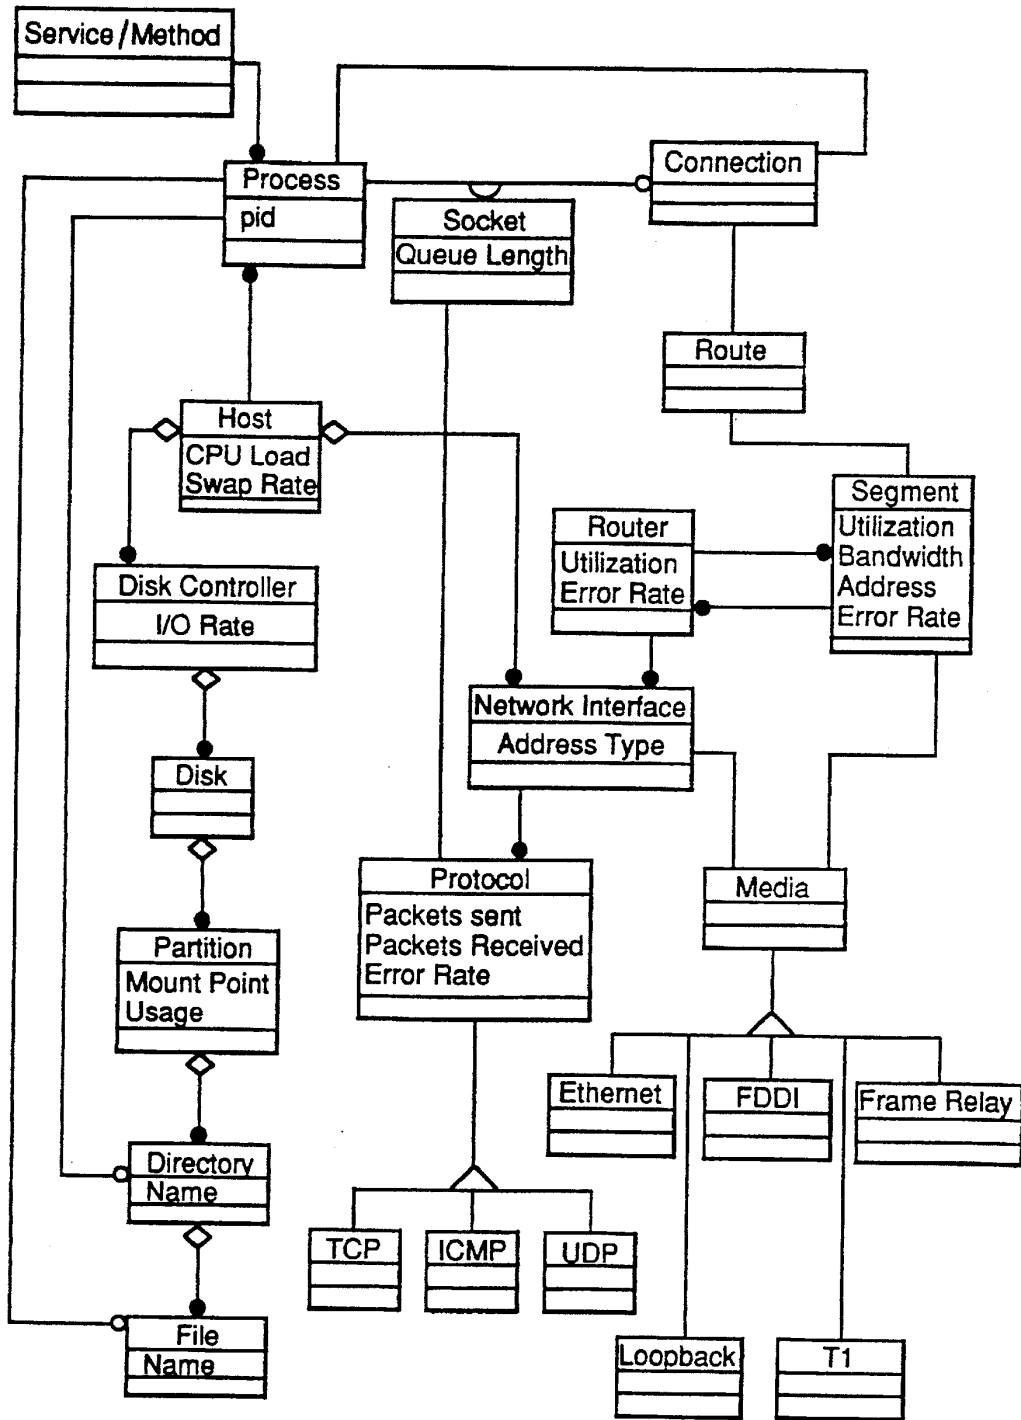 Service/Method
Process
pid
Connection
Socket
Queue Length
Route
Host
CPU Load
Swap Rate
Segment
Utilization
Bandwidth
Address
Error Rate
Router
Utilization
Error Rate
Disk Controller
I/O Rate
Network Interface
Address Type
Disk
Protocol
Packets sent
Packets Received
Error Rate
Media
Partition
Mount Point
Usage
Ethernet
FDDI
Frame Relay
Directory
Name
TCP
ICMP
UDP
File
Name
Loopback
T1